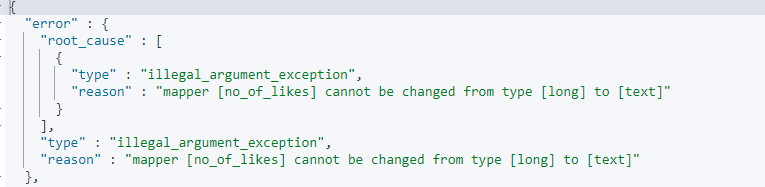 {
"error" : {
"root_cause" : [
{
"type" : "illegal_argument_exception",
"reason" : "mapper [no_of_likes] cannot be changed from type [long] to [text]"
}
],
"type" : "illegal_argument_exception",
"reason" : "mapper [no_of_likes] cannot be changed from type [long] to [text]"
},